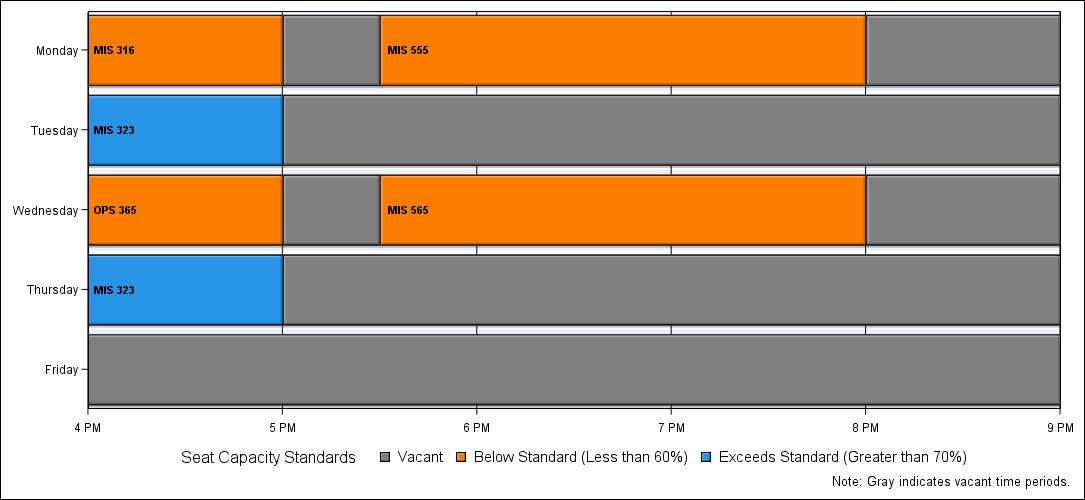 Monday
MIS 316
MIS 555
Tuesday
MIS 323
Wednesday
OPS 365
MIS 565
Thursday
MIS 323
Friday
4 PM 5 PM 6 PM 7 PM 8 PM 9 PM
Seat Capacity Standards Vacant Below Standard (Less than 60%) Exceeds Standard (Greater than 70%)
Note: Gray indicates vacant time periods.